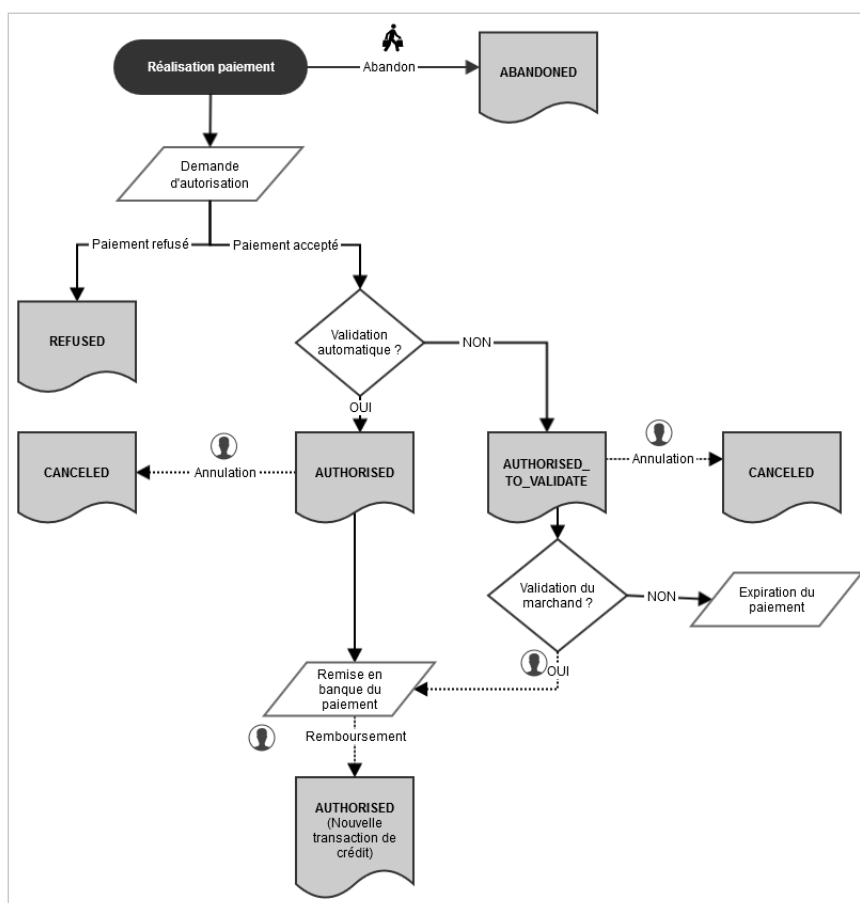 Réalisation paiement
Abandon
ABANDONED
Demande
d'autorisation
Paiement refusé
Paiement accepté
REFUSED
Validation
automatique ?
NON
OUI
CANCELED
Annulation
AUTHORISED
AUTHORISED_
TO_VALIDATE
Annulation
CANCELED
Validation du
marchand ?
NON
Expiration du
paiement
OUI
Remise en
banque du
paiement
Remboursement
AUTHORISED
(Nouvelle
transaction de
crédit)